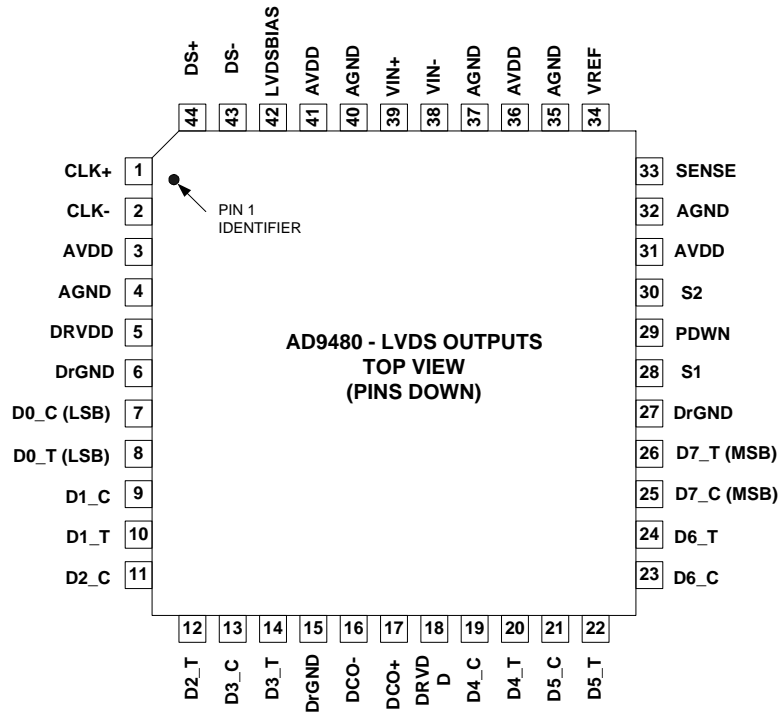 DS+
DS-
LVDSBIAS
AVDD
AGND
VIN+
VIN-
AGND
AVDD
AGND
VREF
44
43
42
41
40
39
38
37
36
35
34
CLK+ 1
CLK- 2
AVDD 3
AGND 4
DRVDD 5
DrGND 6
D0_C (LSB) 7
D0_T (LSB) 8
D1_C 9
D1_T 10
D2_C 11
PIN 1
IDENTIFIER
AD9480 - LVDS OUTPUTS
TOP VIEW
(PINS DOWN)
33 SENSE
32 AGND
31 AVDD
30 S2
29 PDWN
28 S1
27 DrGND
26 D7_T (MSB)
25 D7_C (MSB)
24 D6_T
23 D6_C
12
13
14
15
16
17
18
19
20
21
22
D2_T
D3_C
D3_T
DrGND
DCO-
DCO+
DRVD
D
D4_C
D4_T
D5_C
D5_T